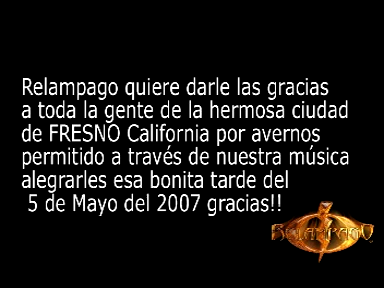 Relampago quiere darle las gracias
a toda la gente de la hermosa ciudad
de FRESNO California por avernos
permitido a través de nuestra música
alegrarles esa bonita tarde del
5 de Mayo del 2007 gracias!!
RELAMPAGO